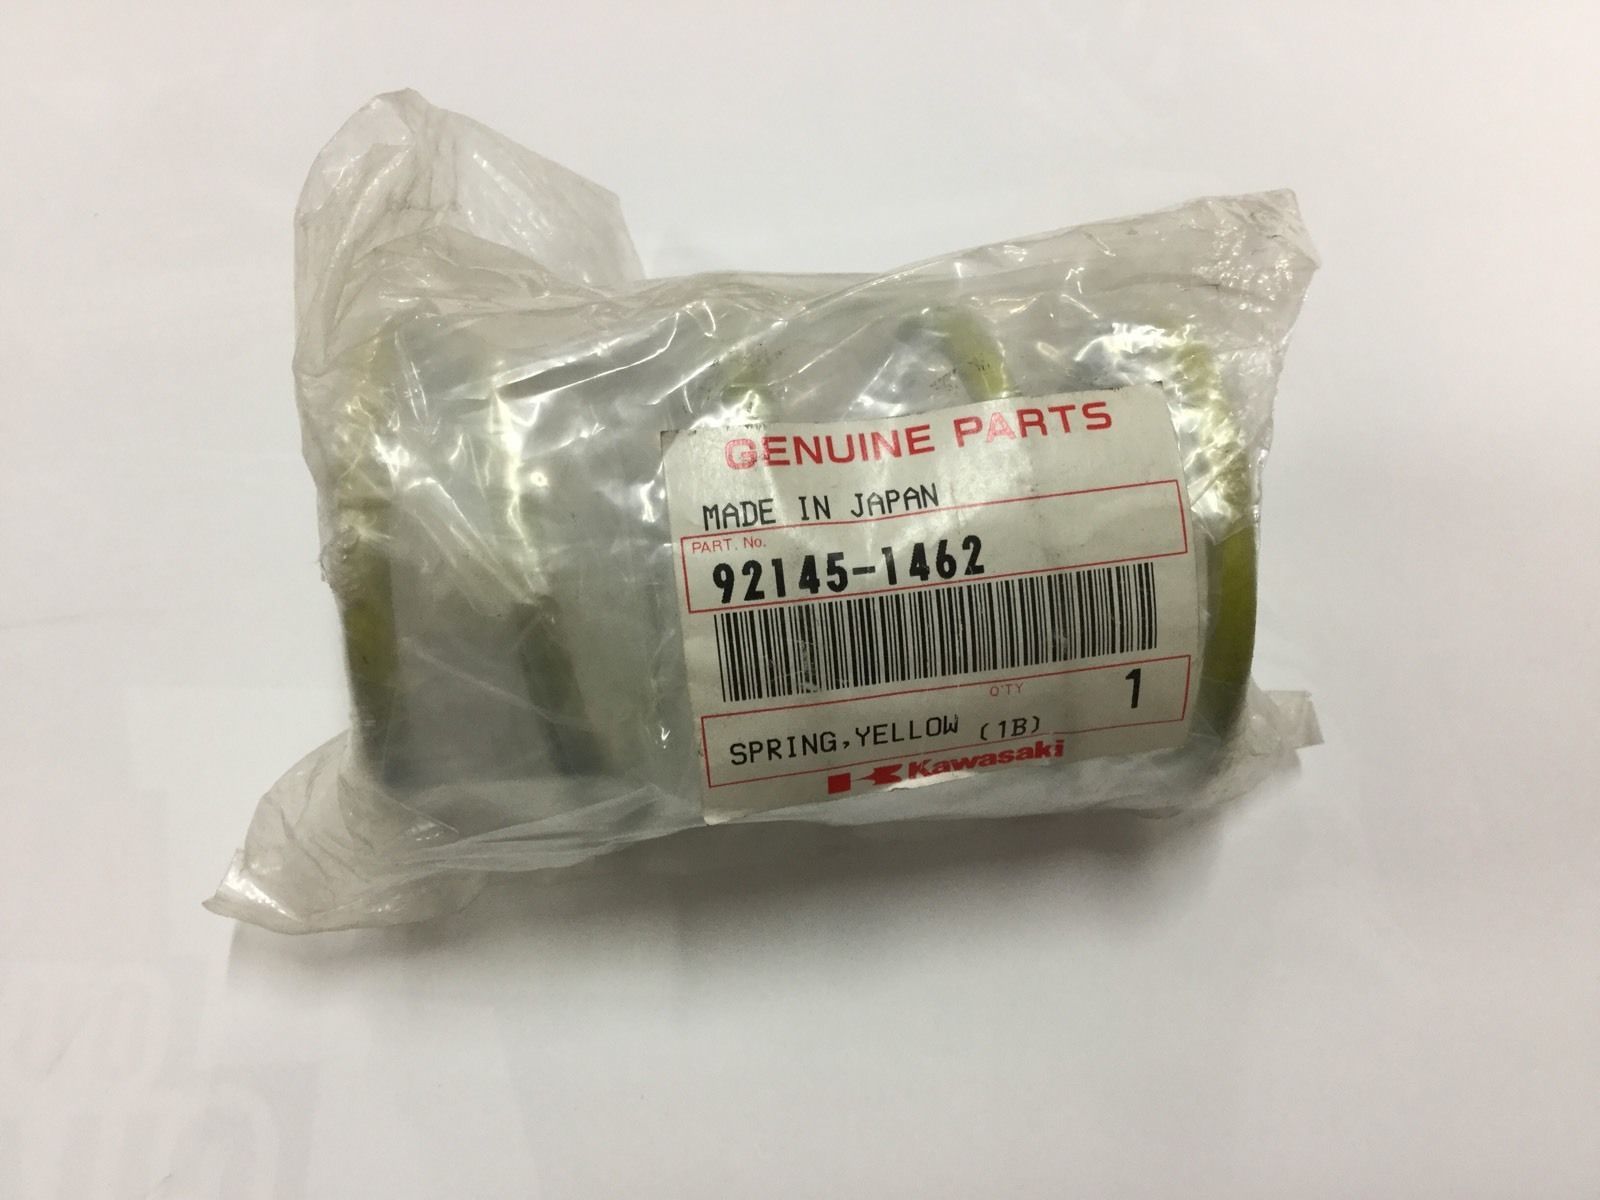 GENUINE PARTS
MADE IN JAPAN
PART. No.
92145-1462
Q'TY 1
SPRING,YELLOW (1B)
Kawasaki